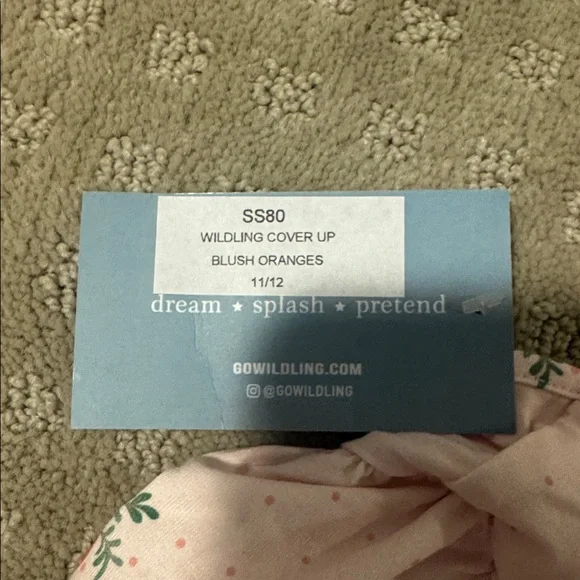 SS80
WILDLING COVER UP
BLUSH ORANGES
11/12
dream ★ splash ★ pretend
GOWILDLING.COM
@GOWILDLING